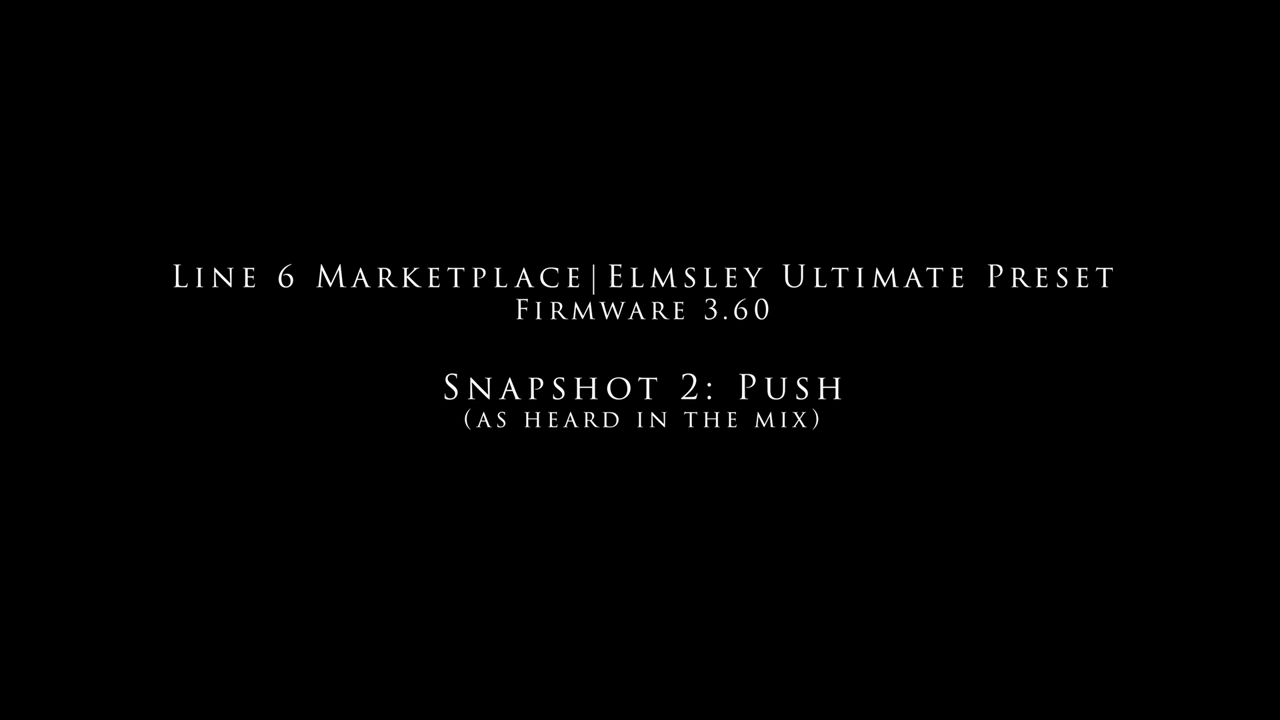 Line 6 Marketplace|Elmsley Ultimate Preset
Firmware 3.60
Snapshot 2: Push
(as heard in the mix)